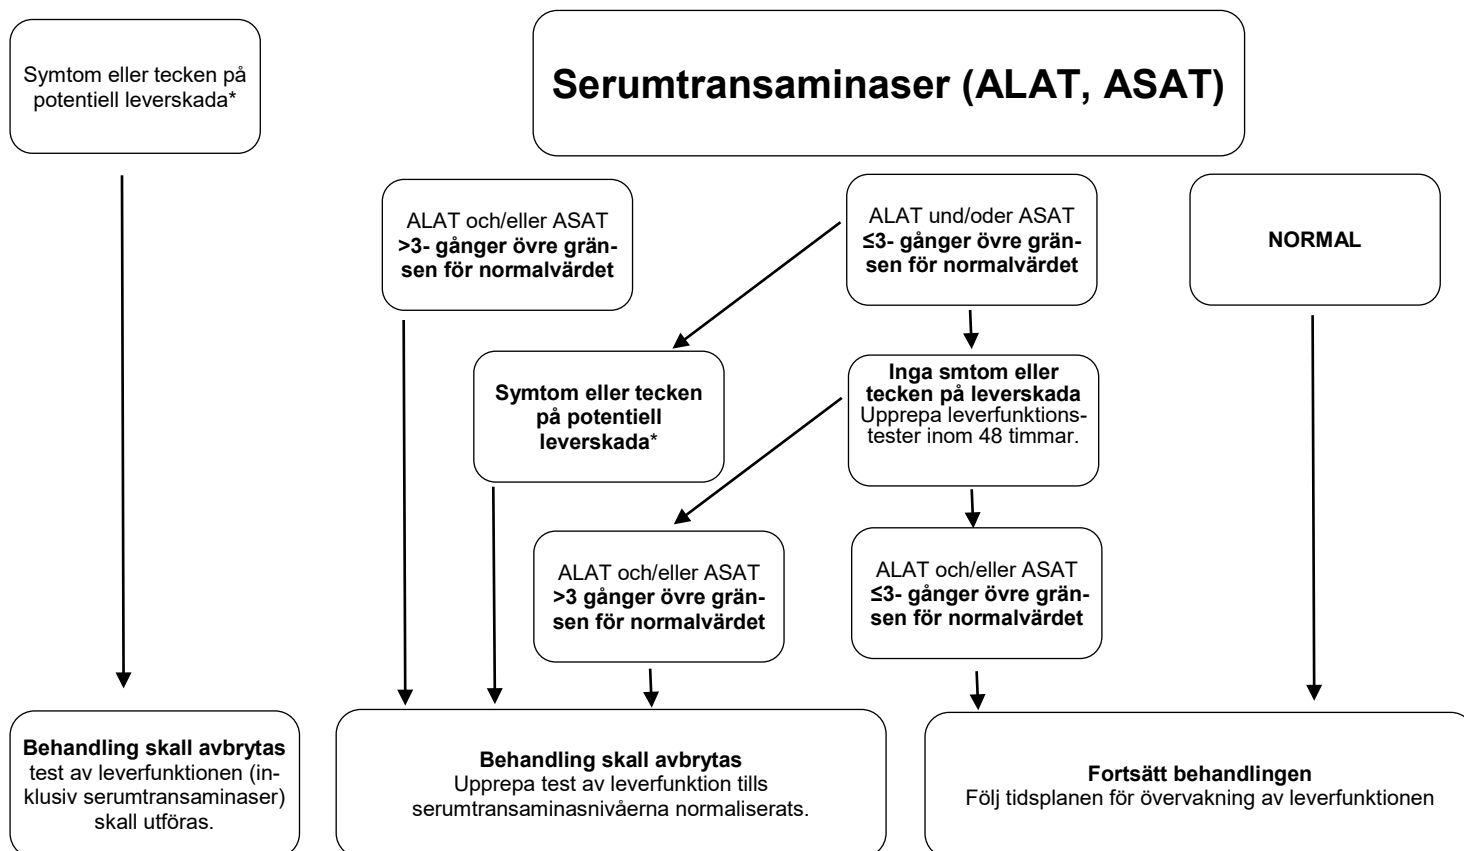 Symtom eller tecken på
potentiell leverskada*
Serumtransaminaser (ALAT, ASAT)
ALAT och/eller ASAT
>3- gånger övre grän-
sen för normalvärdet
ALAT und/oder ASAT
≤3- gånger övre grän-
sen för normalvärdet
NORMAL
Symtom eller tecken
på potentiell
leverskada*
Inga smtom eller
tecken på leverskada
Upprepa leverfunktions-
tester inom 48 timmar.
ALAT och/eller ASAT
>3 gånger övre grän-
sen för normalvärdet
ALAT och/eller ASAT
≤3- gånger övre grän-
sen för normalvärdet
Behandling skall avbrytas
test av leverfunktionen (in-
klusiv serumtransaminaser)
skall utföras.
Behandling skall avbrytas
Upprepa test av leverfunktion tills
serumtransaminasnivåerna normaliserats.
Fortsätt behandlingen
Följ tidsplanen för övervakning av leverfunktionen